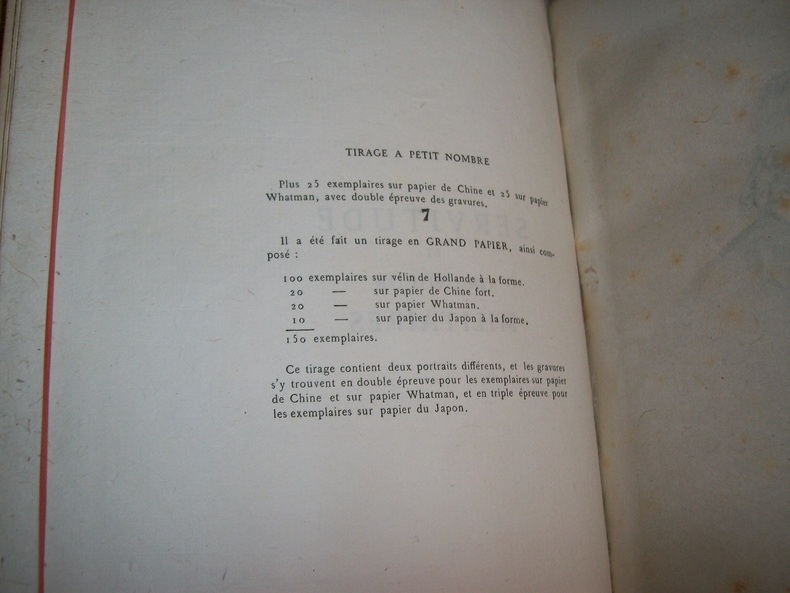 TIRAGE A PETIT NOMBRE
Plus 25 exemplaires sur papier de Chine et 25 sur papier
Whatman, avec double épreuve des gravures.
7
Il a été fait un tirage en GRAND PAPIER, ainsi com-
posé :
100 exemplaires sur vélin de Hollande à la forme.
20 — sur papier de Chine fort.
20 — sur papier Whatman.
10 — sur papier du Japon à la forme.
150 exemplaires.
Ce tirage contient deux portraits différents, et les gravures
s'y trouvent en double épreuve pour les exemplaires sur papier
de Chine et sur papier Whatman, et en triple épreuve pour
les exemplaires sur papier du Japon.